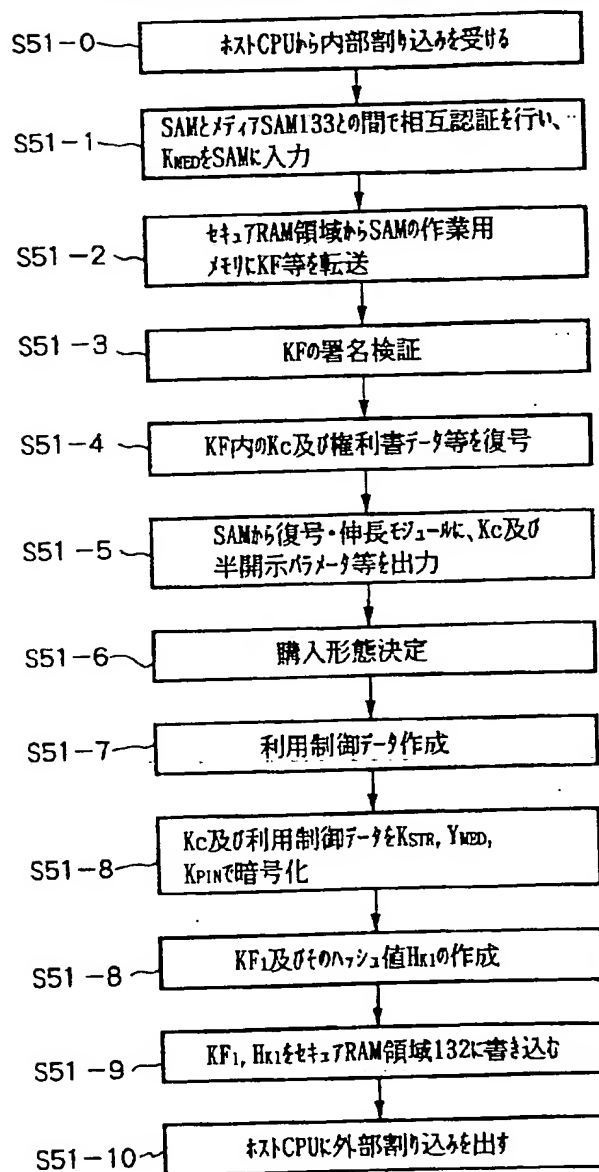 S51-0
ホストCPUから内部割り込みを受ける
S51-1
SAMとメディアSAM133との間で相互認証を行い、
KMEDをSAMに入力
S51-2
セキュアRAM領域からSAMの作業用
メモリにKF等を転送
S51-3
KFの署名検証
S51-4
KF内のKc及び権利書データ等を復号
S51-5
SAMから復号・伸長モジュールに、Kc及び
半開示パラメータ等を出力
S51-6
購入形態決定
S51-7
利用制御データ作成
S51-8
Kc及び利用制御データをKSTR, YMED,
KPINで暗号化
S51-8
KF1及びそのハッシュ値HK1の作成
S51-9
KF1, HK1をセキュアRAM領域132に書き込む
S51-10
ホストCPUに外部割り込みを出す